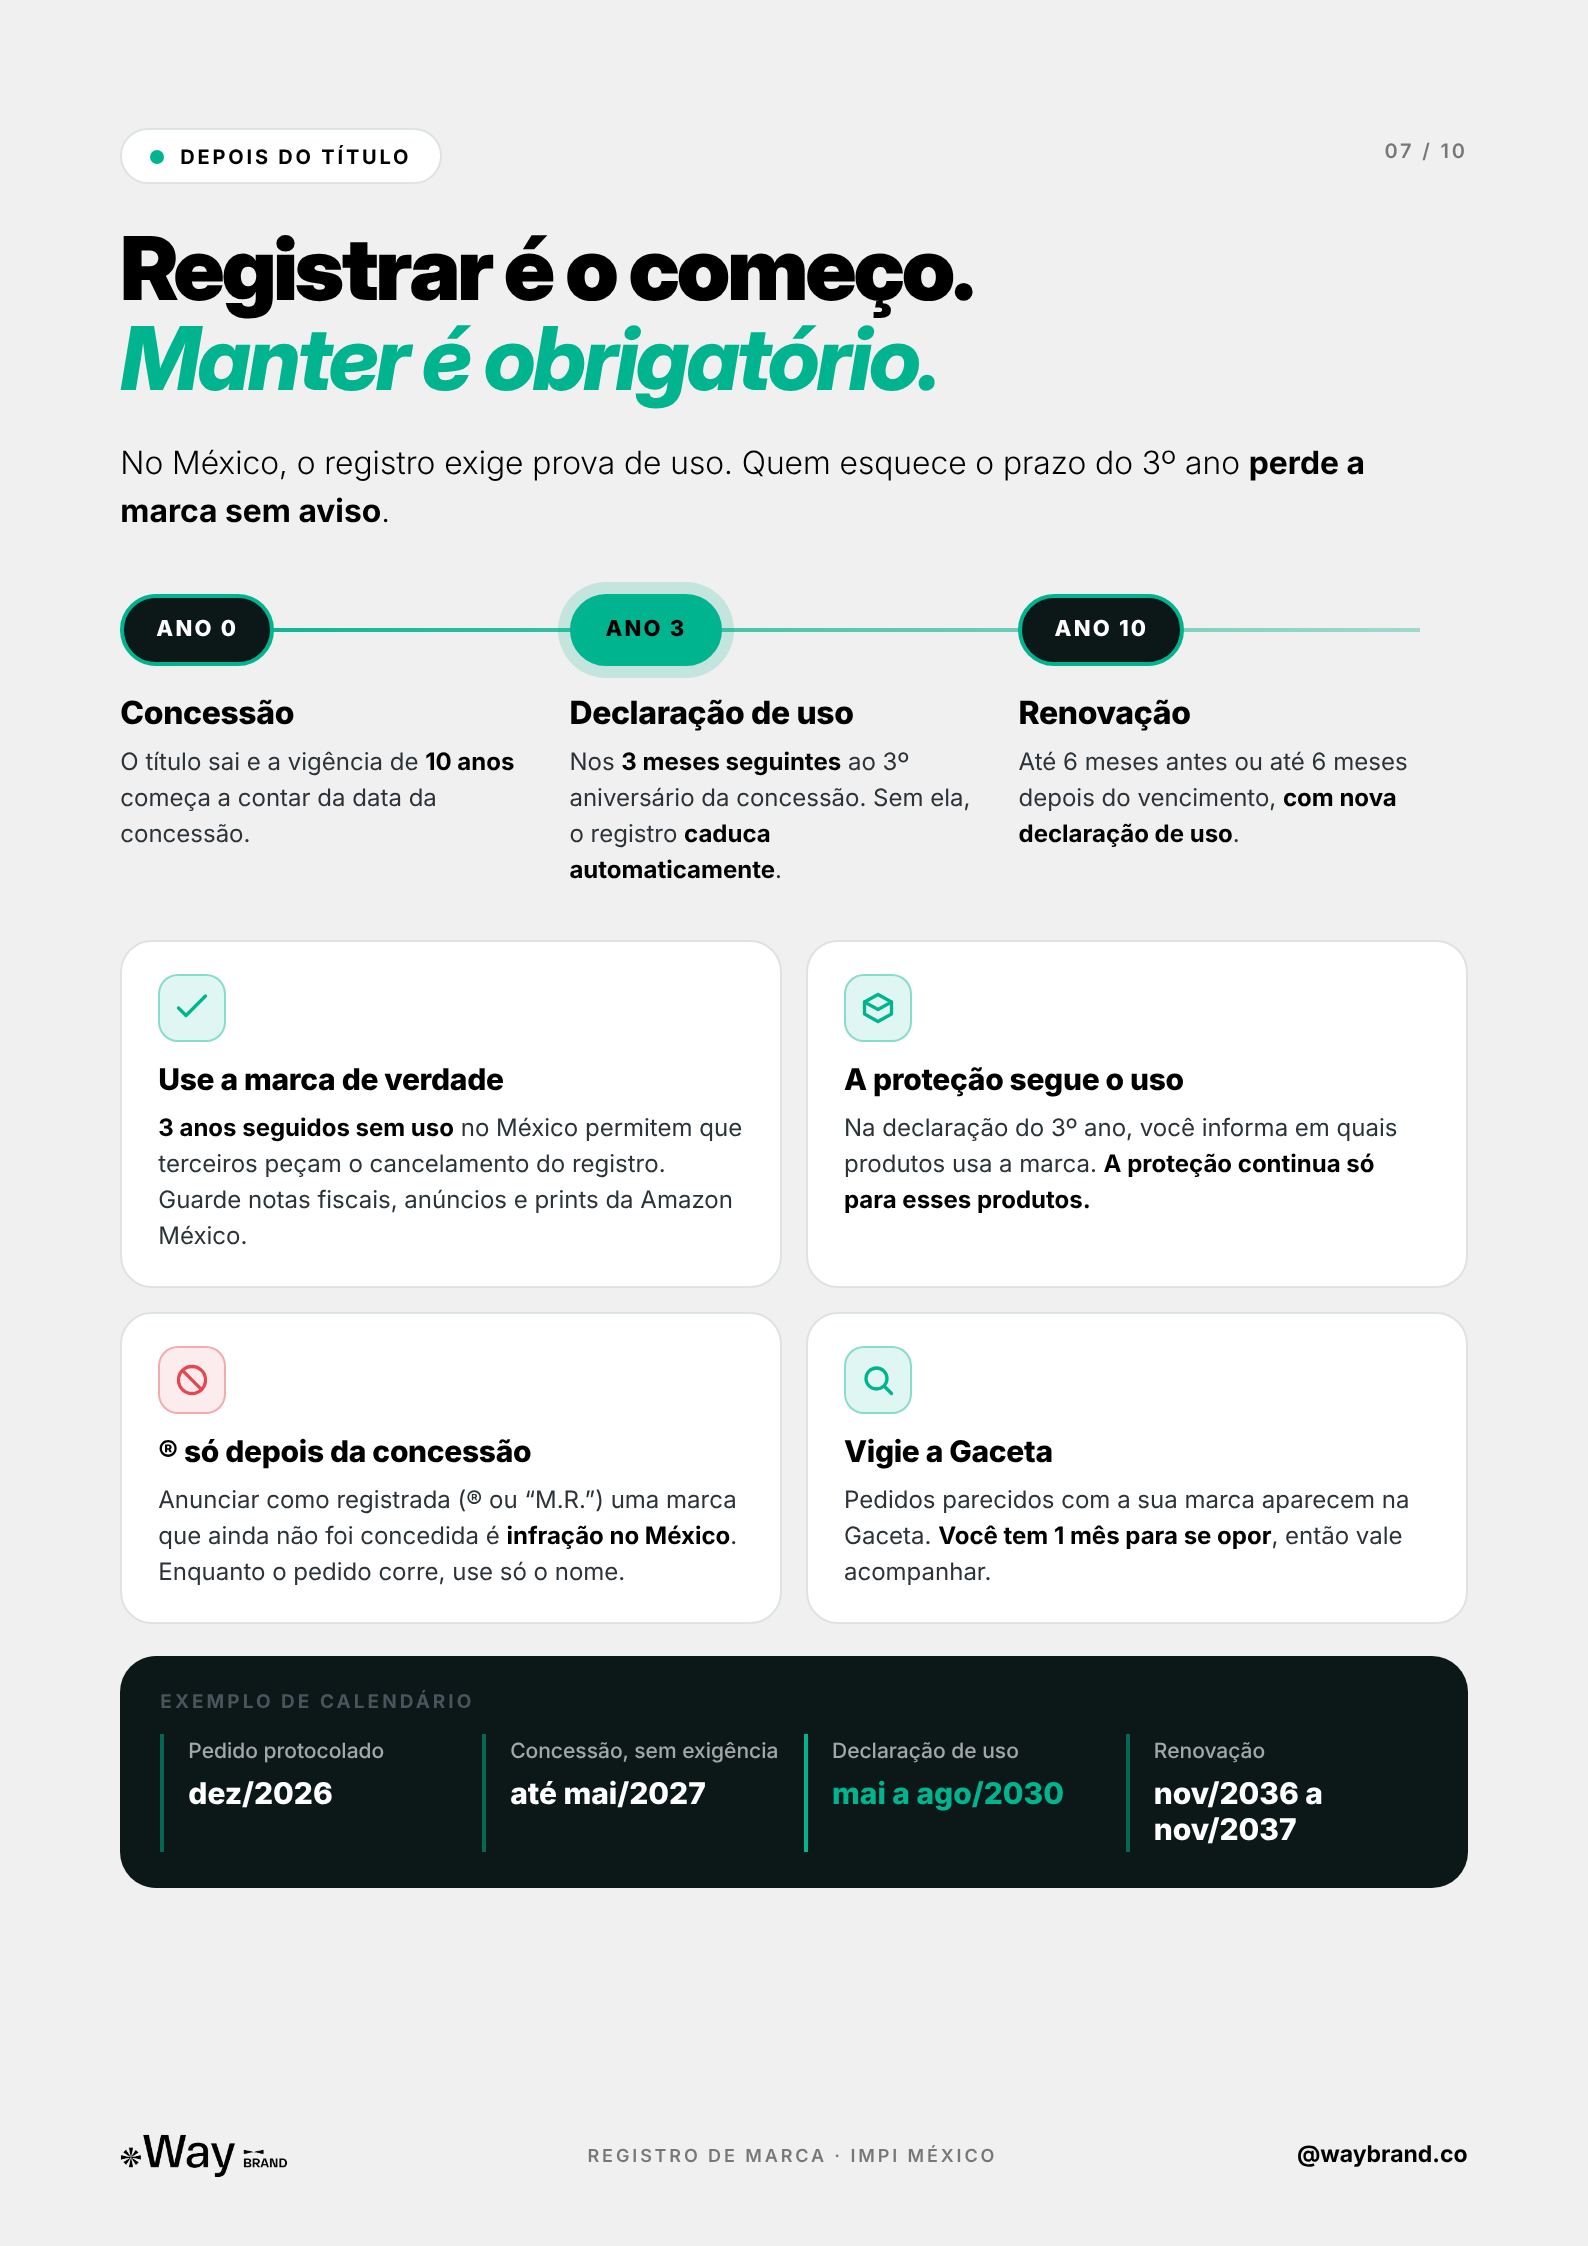 DEPOIS DO TÍTULO
07 / 10
Registrar é o começo.
Manter é obrigatório.
No México, o registro exige prova de uso. Quem esquece o prazo do 3º ano perde a
marca sem aviso.
ANO 0
Concessão
O título sai e a vigência de 10 anos
começa a contar da data da
concessão.
ANO 3
Declaração de uso
Nos 3 meses seguintes ao 3º
aniversário da concessão. Sem ela,
o registro caduca
automaticamente.
ANO 10
Renovação
Até 6 meses antes ou até 6 meses
depois do vencimento, com nova
declaração de uso.
Use a marca de verdade
3 anos seguidos sem uso no México permitem que
terceiros peçam o cancelamento do registro.
Guarde notas fiscais, anúncios e prints da Amazon
México.
A proteção segue o uso
Na declaração do 3º ano, você informa em quais
produtos usa a marca. A proteção continua só
para esses produtos.
® só depois da concessão
Anunciar como registrada (® ou “M.R.”) uma marca
que ainda não foi concedida é infração no México.
Enquanto o pedido corre, use só o nome.
Vigie a Gaceta
Pedidos parecidos com a sua marca aparecem na
Gaceta. Você tem 1 mês para se opor, então vale
acompanhar.
EXEMPLO DE CALENDÁRIO
Pedido protocolado
dez/2026
Concessão, sem exigência
até mai/2027
Declaração de uso
mai a ago/2030
Renovação
nov/2036 a
nov/2037
Way BRAND
REGISTRO DE MARCA · IMPI MÉXICO
@waybrand.co